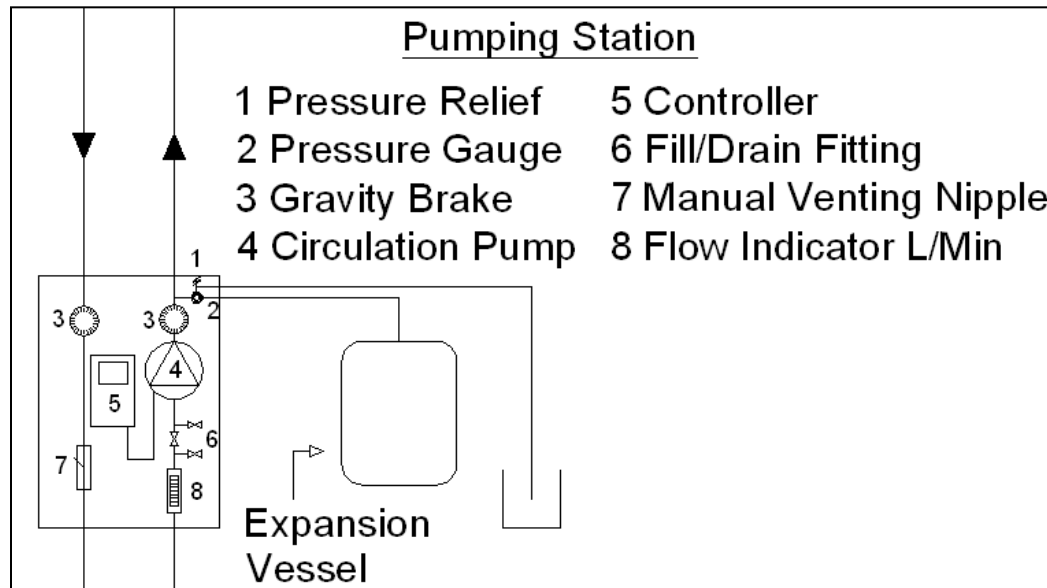 Pumping Station
1 Pressure Relief
2 Pressure Gauge
3 Gravity Brake
4 Circulation Pump
5 Controller
6 Fill/Drain Fitting
7 Manual Venting Nipple
8 Flow Indicator L/Min
1
2
3
3
4
5
6
7
8
Expansion
Vessel